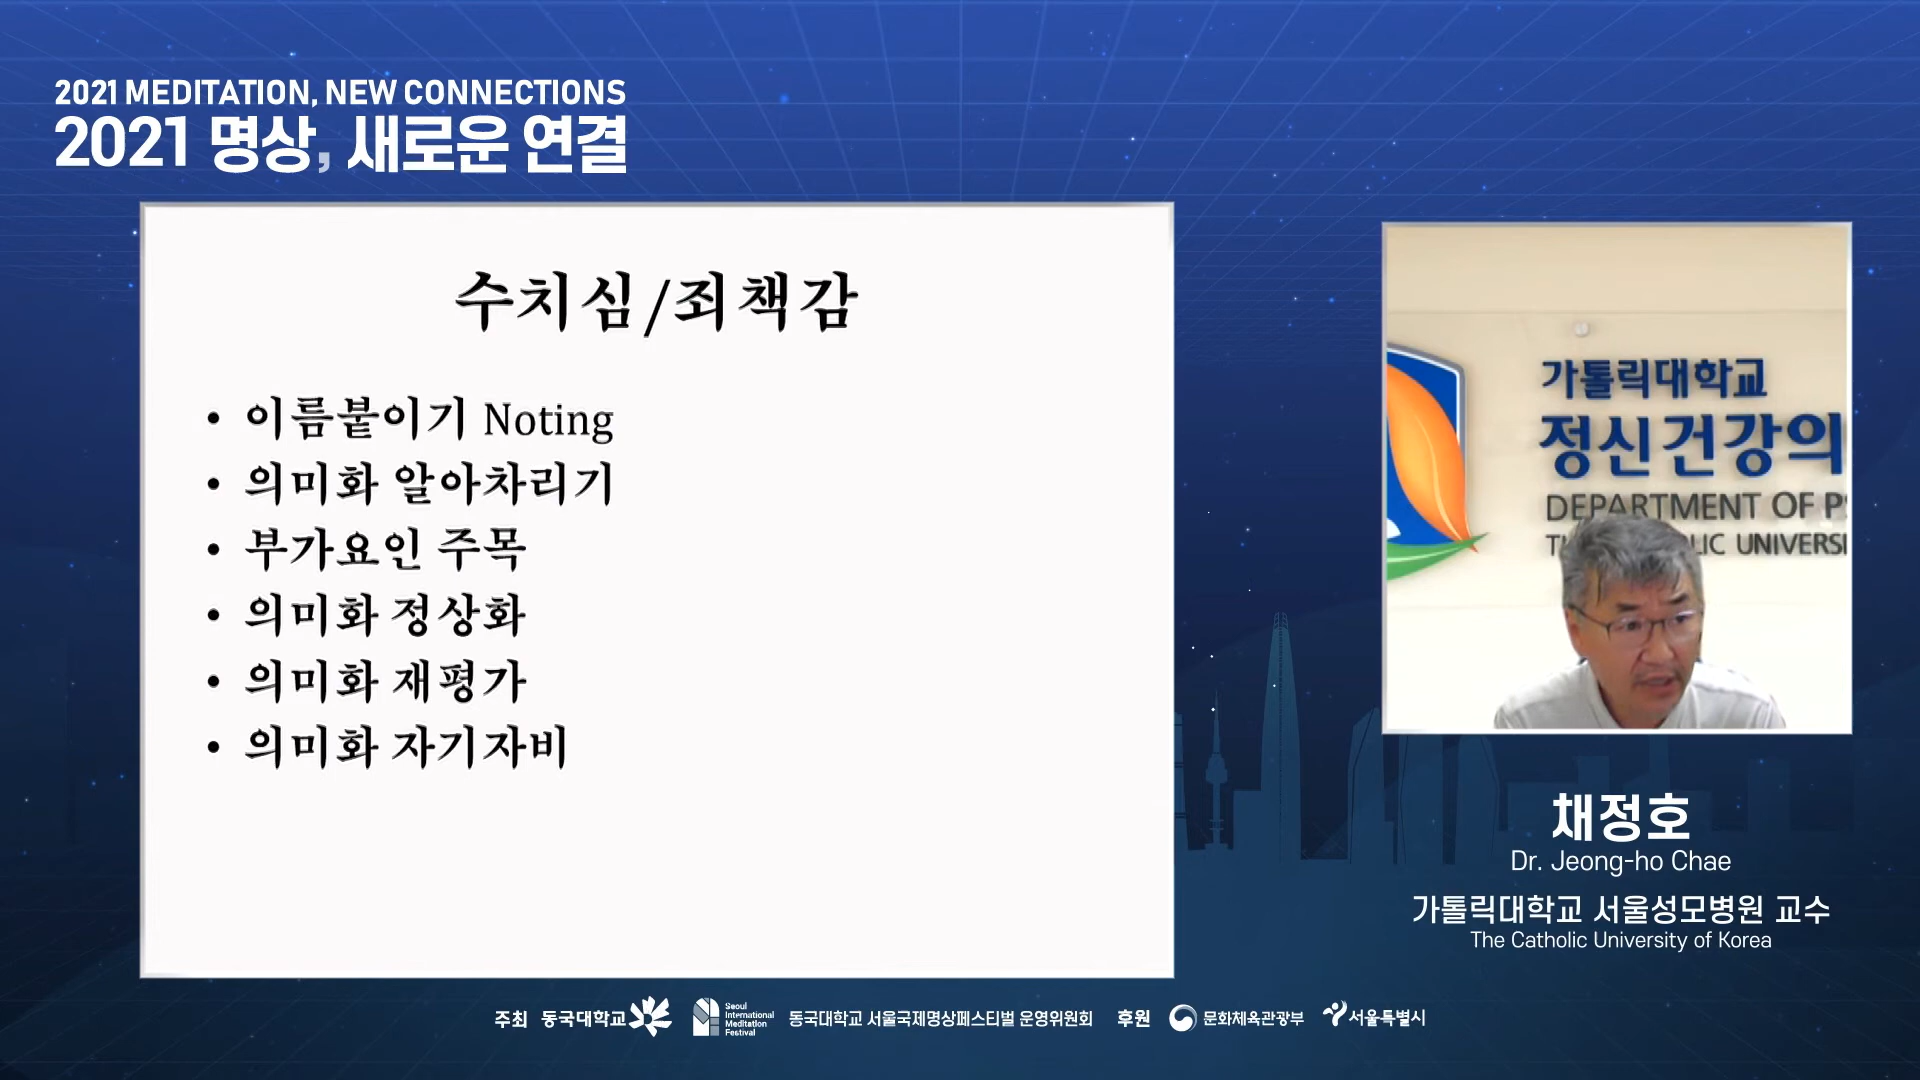 2021 MEDITATION, NEW CONNECTIONS
2021 명상, 새로운 연결
수치심/죄책감
• 이름붙이기 Noting
• 의미화 알아차리기
• 부가요인 주목
• 의미화 정상화
• 의미화 재평가
• 의미화 자기자비
가톨릭대학교
정신건강의
DEPARTMENT OF PS
UNIVERSI
채정호
Dr. Jeong-ho Chae
가톨릭대학교 서울성모병원 교수
The Catholic University of Korea
주최 동국대학교 Seoul International Meditation Festival 동국대학교 서울국제명상페스티벌 운영위원회 후원 문화체육관광부 서울특별시